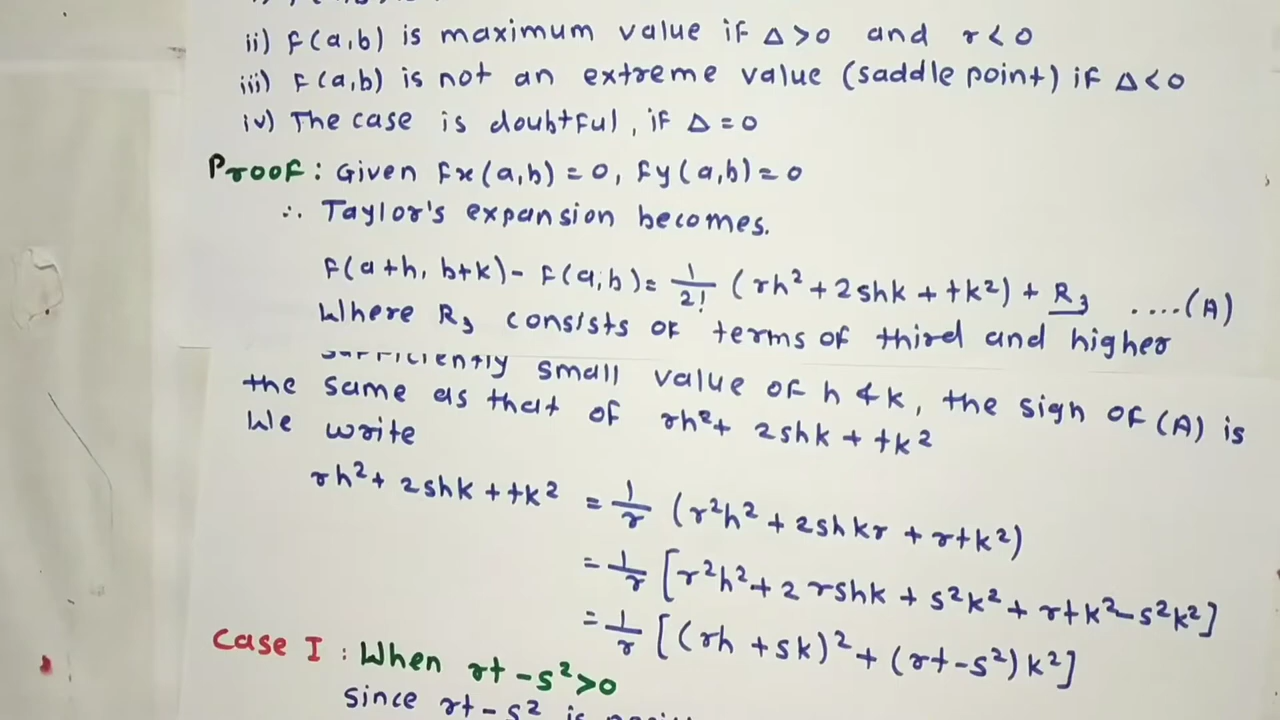 ii) f(a,b) is maximum value if Δ>0 and r<0
iii) f(a,b) is not an extreme value (saddle point) if Δ<0
iv) The case is doubtful, if Δ=0
Proof: Given fx(a,b)=0, fy(a,b)=0
∴ Taylor's expansion becomes.
f(a+h, b+k)- f(a,b)= 1/2! (rh²+2shk+tk²)+R₃ ....(A)
Where R₃ consists of terms of third and higher
sufficiently small value of h & k, the sign of (A) is
the same as that of rh²+ 2shk+tk²
We write
rh²+ 2shk+tk² = 1/r (r²h²+2shkr+rtk²)
= 1/r [r²h²+2rshk+s²k²+rtk²-s²k²]
= 1/r [(rh+sk)²+(rt-s²)k²]
Case I : When rt-s²>0
since rt-s² is